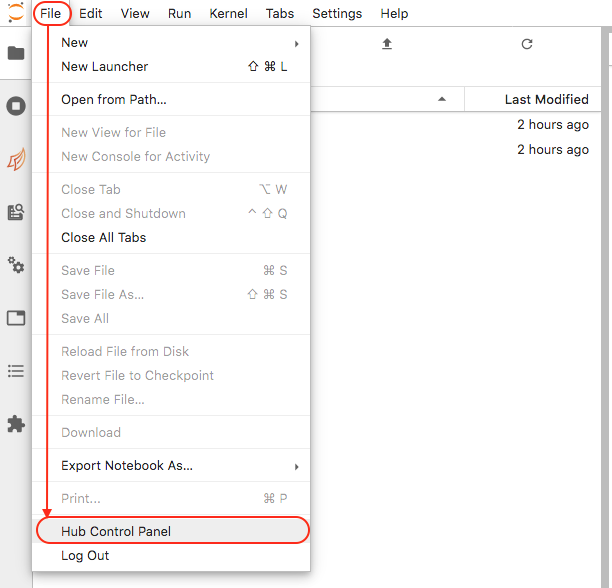 File Edit View Run Kernel Tabs Settings Help
New
New Launcher ⇧ ⌘ L
Open from Path...
New View for File
New Console for Activity
Close Tab ⌥ W
Close and Shutdown ^ ⇧ Q
Close All Tabs
Save File ⌘ S
Save File As... ⇧ ⌘ S
Save All
Reload File from Disk
Revert File to Checkpoint
Rename File...
Download
Export Notebook As...
Print... ⌘ P
Hub Control Panel
Log Out
Last Modified
2 hours ago
2 hours ago